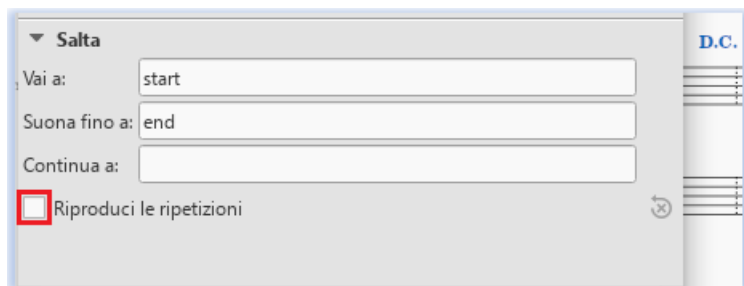 Salta
D.C.
Vai a: start
Suona fino a: end
Continua a:
Riproduci le ripetizioni